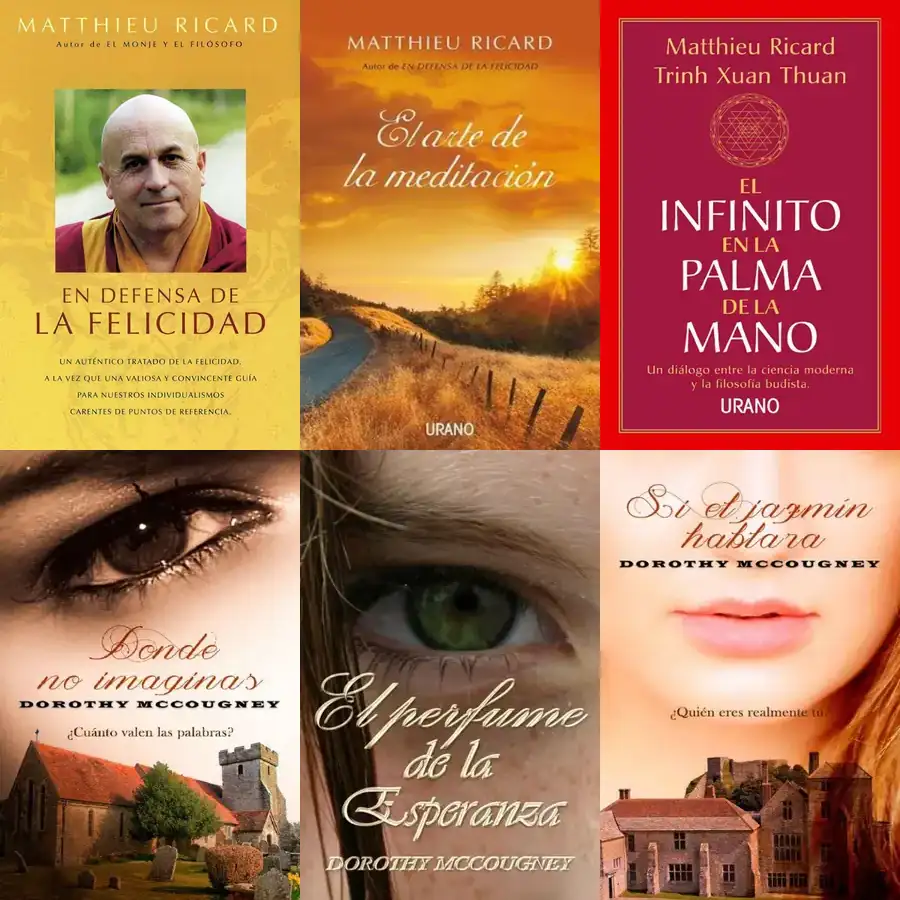 MATTHIEU RICARD
Autor de EL MONJE Y EL FILÓSOFO
EN DEFENSA DE
LA FELICIDAD
UN AUTÉNTICO TRATADO DE LA FELICIDAD,
A LA VEZ QUE UNA VALIOSA Y CONVINCENTE GUÍA
PARA NUESTROS INDIVIDUALISMOS
CARENTES DE PUNTOS DE REFERENCIA.
MATTHIEU RICARD
Autor de EN DEFENSA DE LA FELICIDAD
El arte de
la meditación
URANO
Matthieu Ricard
Trinh Xuan Thuan
EL
INFINITO
EN LA
PALMA
DE LA
MANO
Un diálogo entre la ciencia moderna
y la filosofía budista.
URANO
Donde
no imaginas
DOROTHY MCCOUGNEY
¿Cuánto valen las palabras?
El perfume
de la
Esperanza
DOROTHY MCCOUGNEY
Si el jazmín
hablara
DOROTHY MCCOUGNEY
¿Quién eres realmente tú?